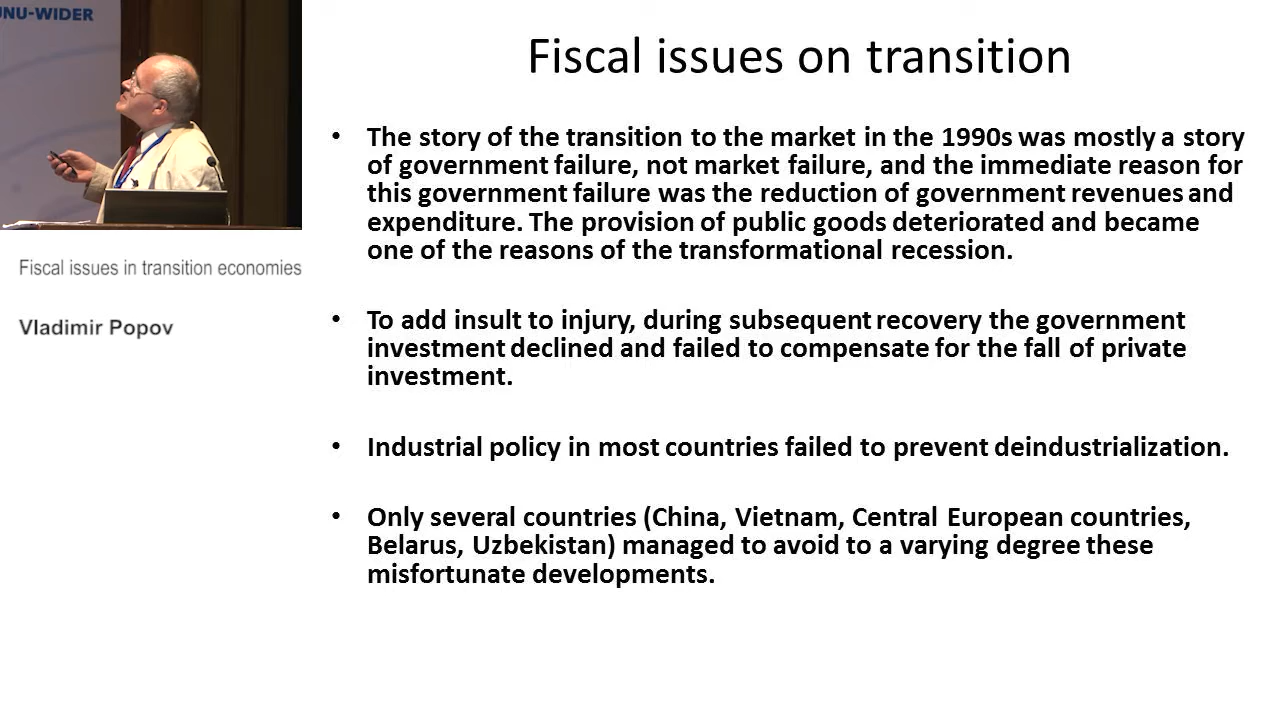 UNU-WIDER
Fiscal issues on transition
• The story of the transition to the market in the 1990s was mostly a story
of government failure, not market failure, and the immediate reason for
this government failure was the reduction of government revenues and
expenditure. The provision of public goods deteriorated and became
one of the reasons of the transformational recession.
• To add insult to injury, during subsequent recovery the government
investment declined and failed to compensate for the fall of private
investment.
• Industrial policy in most countries failed to prevent deindustrialization.
• Only several countries (China, Vietnam, Central European countries,
Belarus, Uzbekistan) managed to avoid to a varying degree these
misfortunate developments.
Fiscal issues in transition economies
Vladimir Popov